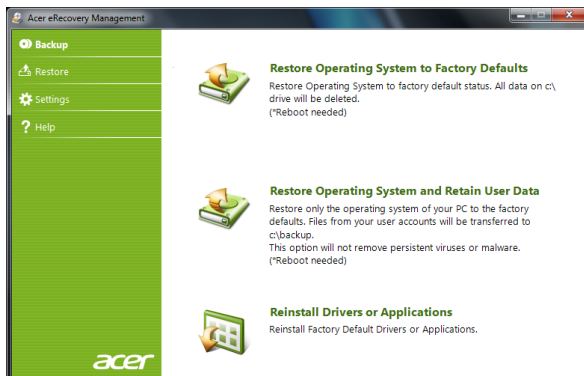 Acer eRecovery Management
Backup
Restore
Settings
? Help
Restore Operating System to Factory Defaults
Restore Operating System to factory default status. All data on c:\
drive will be deleted.
(*Reboot needed)
Restore Operating System and Retain User Data
Restore only the operating system of your PC to the factory
defaults. Files from your user accounts will be transferred to
c:\backup.
This option will not remove persistent viruses or malware.
(*Reboot needed)
Reinstall Drivers or Applications
Reinstall Factory Default Drivers or Applications.
acer